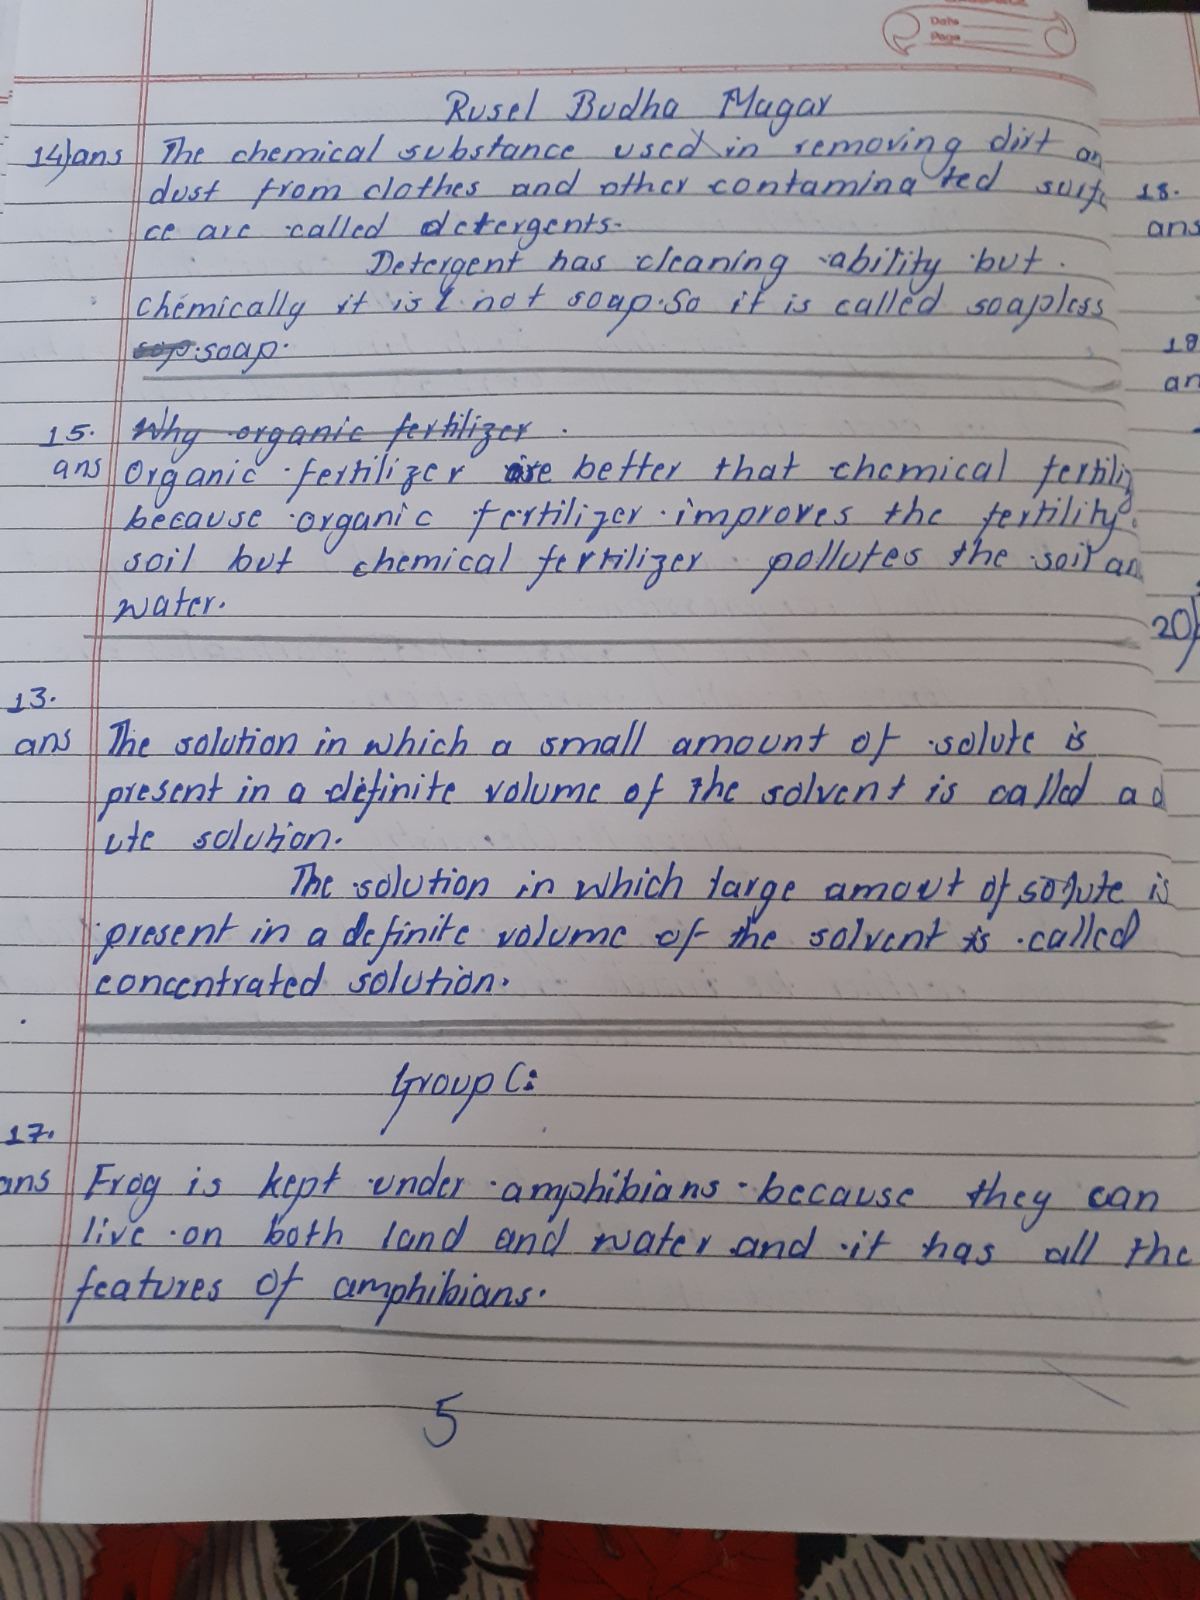 Date
Page
Rusel Budha Magar
14) ans The chemical substance used in removing dirt an
dust from clothes and other contamina ted surf
ce are called detergents.
Detergent has cleaning ability but
chemically it is not soap. So it is called soapless
soap.
15. Why organic fertilizer
ans Organic fertilizer are better that chemical fertiliz
because organic fertilizer improves the fertility
soil but chemical fertilizer pollutes the soil an
water.
13.
ans The solution in which a small amount of solute is
present in a definite volume of the solvent is called a d
ute solution.
The solution in which large amout of solute is
present in a definite volume of the solvent is called
concentrated solution.
Group C:
17.
ans Frog is kept under amphibians because they can
live on both land and water and it has all the
features of amphibians.
5
18.
ans
19
an
20)